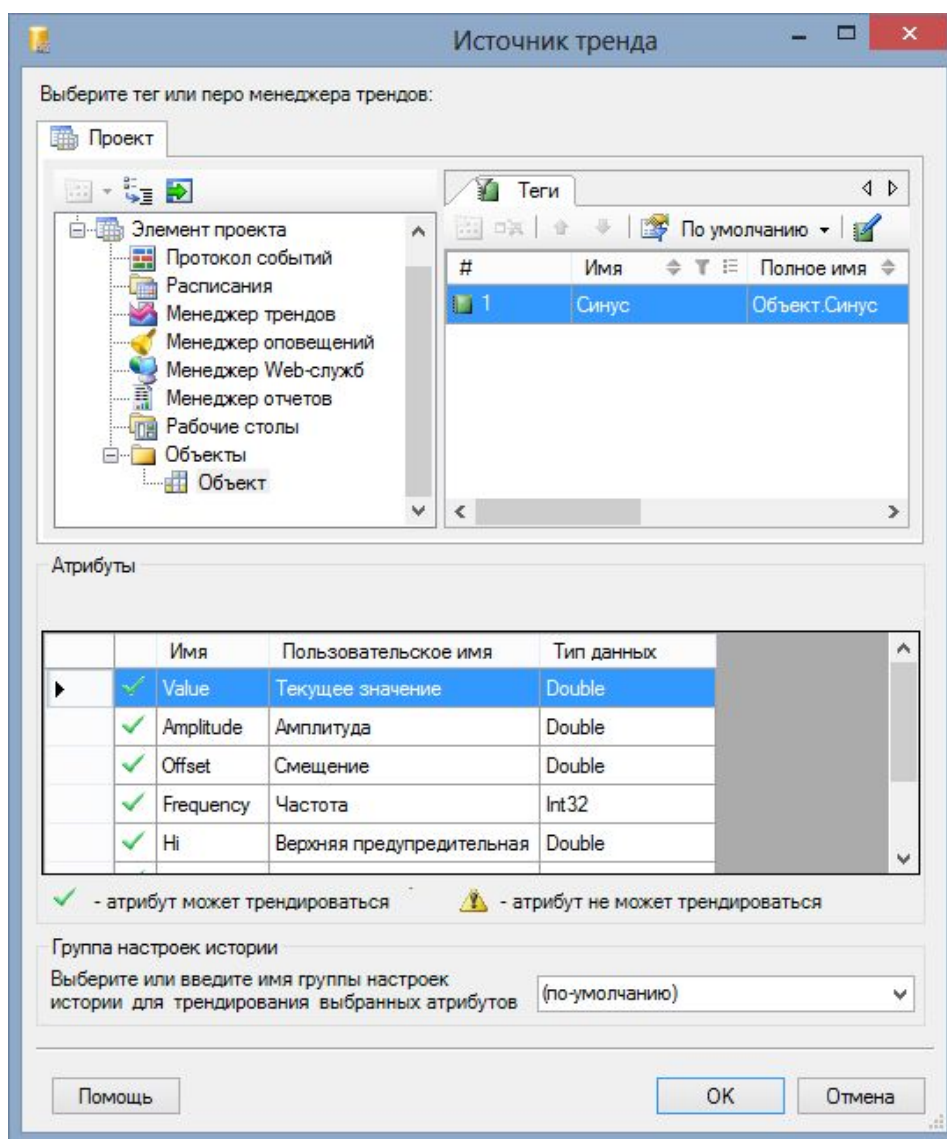 Источник тренда
Выберите тег или перо менеджера трендов:
Проект
Элемент проекта
Протокол событий
Расписания
Менеджер трендов
Менеджер оповещений
Менеджер Web-служб
Менеджер отчетов
Рабочие столы
Объекты
Объект
Теги
По умолчанию
# Имя Полное имя
1 Синус Объект.Синус
Атрибуты
Имя Пользовательское имя Тип данных
Value Текущее значение Double
Amplitude Амплитуда Double
Offset Смещение Double
Frequency Частота Int32
Hi Верхняя предупредительная Double
- атрибут может трендироваться - атрибут не может трендироваться
Группа настроек истории
Выберите или введите имя группы настроек
истории для трендирования выбранных атрибутов (по-умолчанию)
Помощь OK Отмена